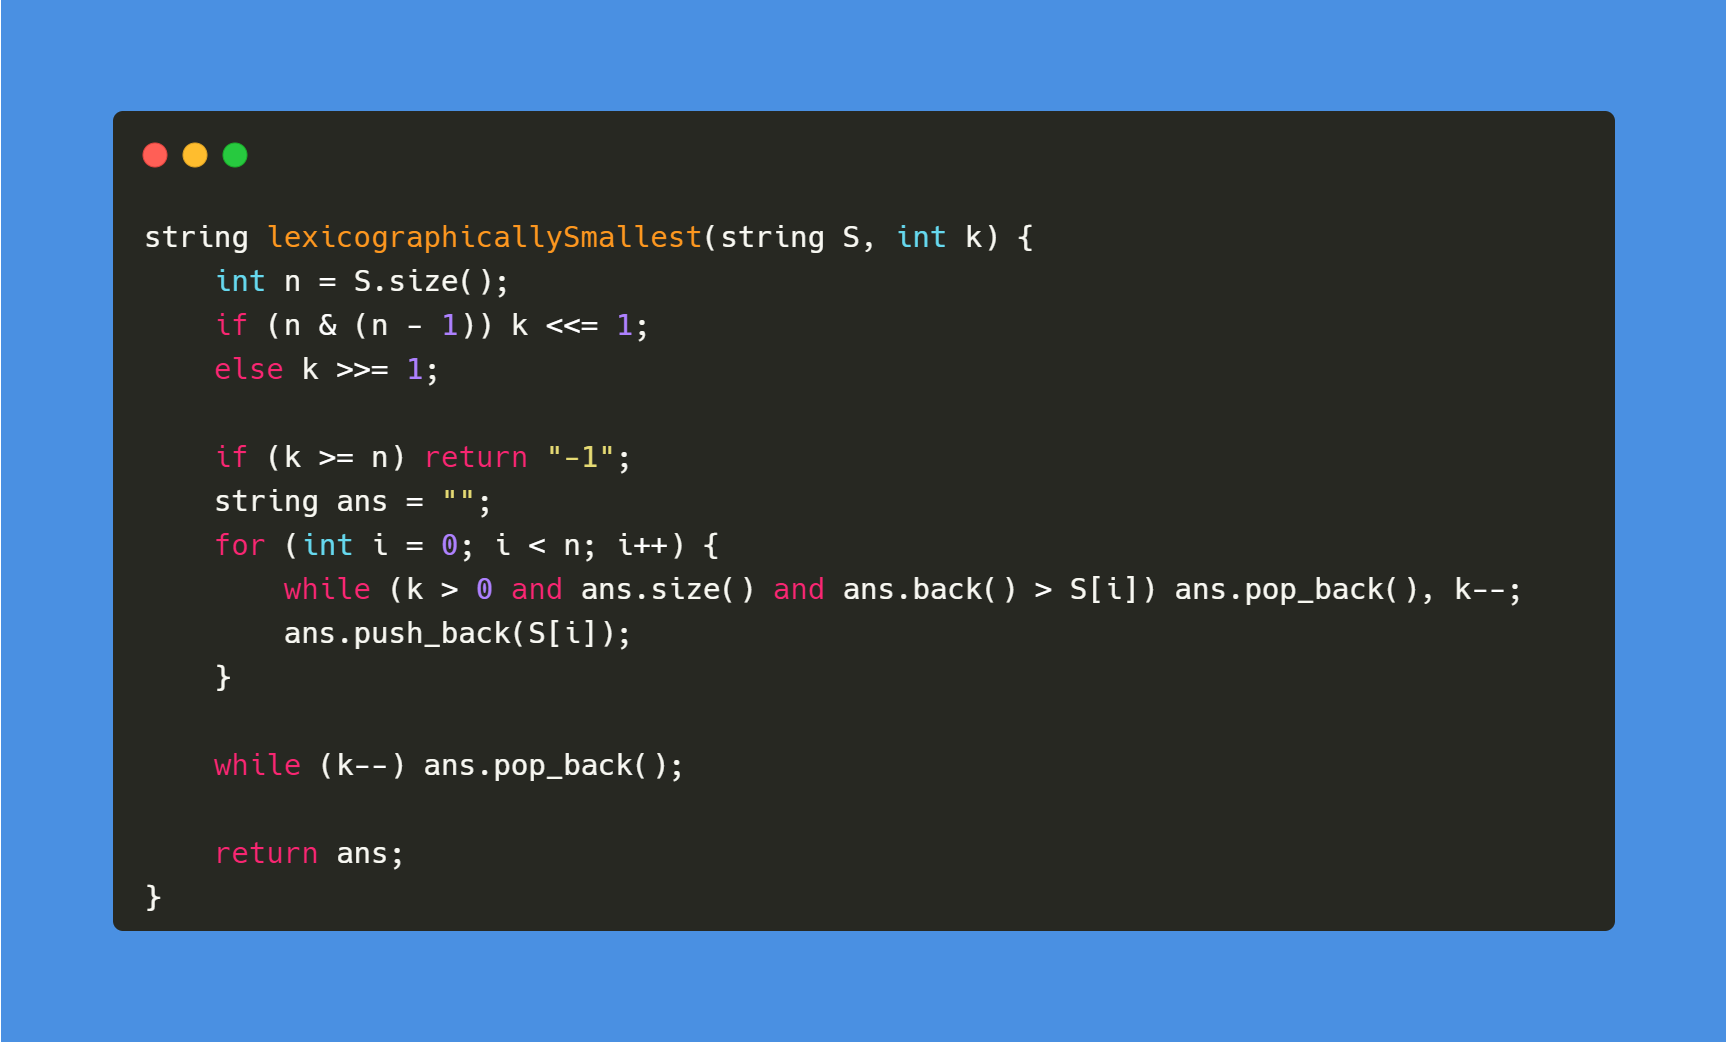 string lexicographicallySmallest(string S, int k) {
    int n = S.size();
    if (n & (n - 1)) k <<= 1;
    else k >>= 1;

    if (k >= n) return "-1";
    string ans = "";
    for (int i = 0; i < n; i++) {
        while (k > 0 and ans.size() and ans.back() > S[i]) ans.pop_back(), k--;
        ans.push_back(S[i]);
    }

    while (k--) ans.pop_back();

    return ans;
}